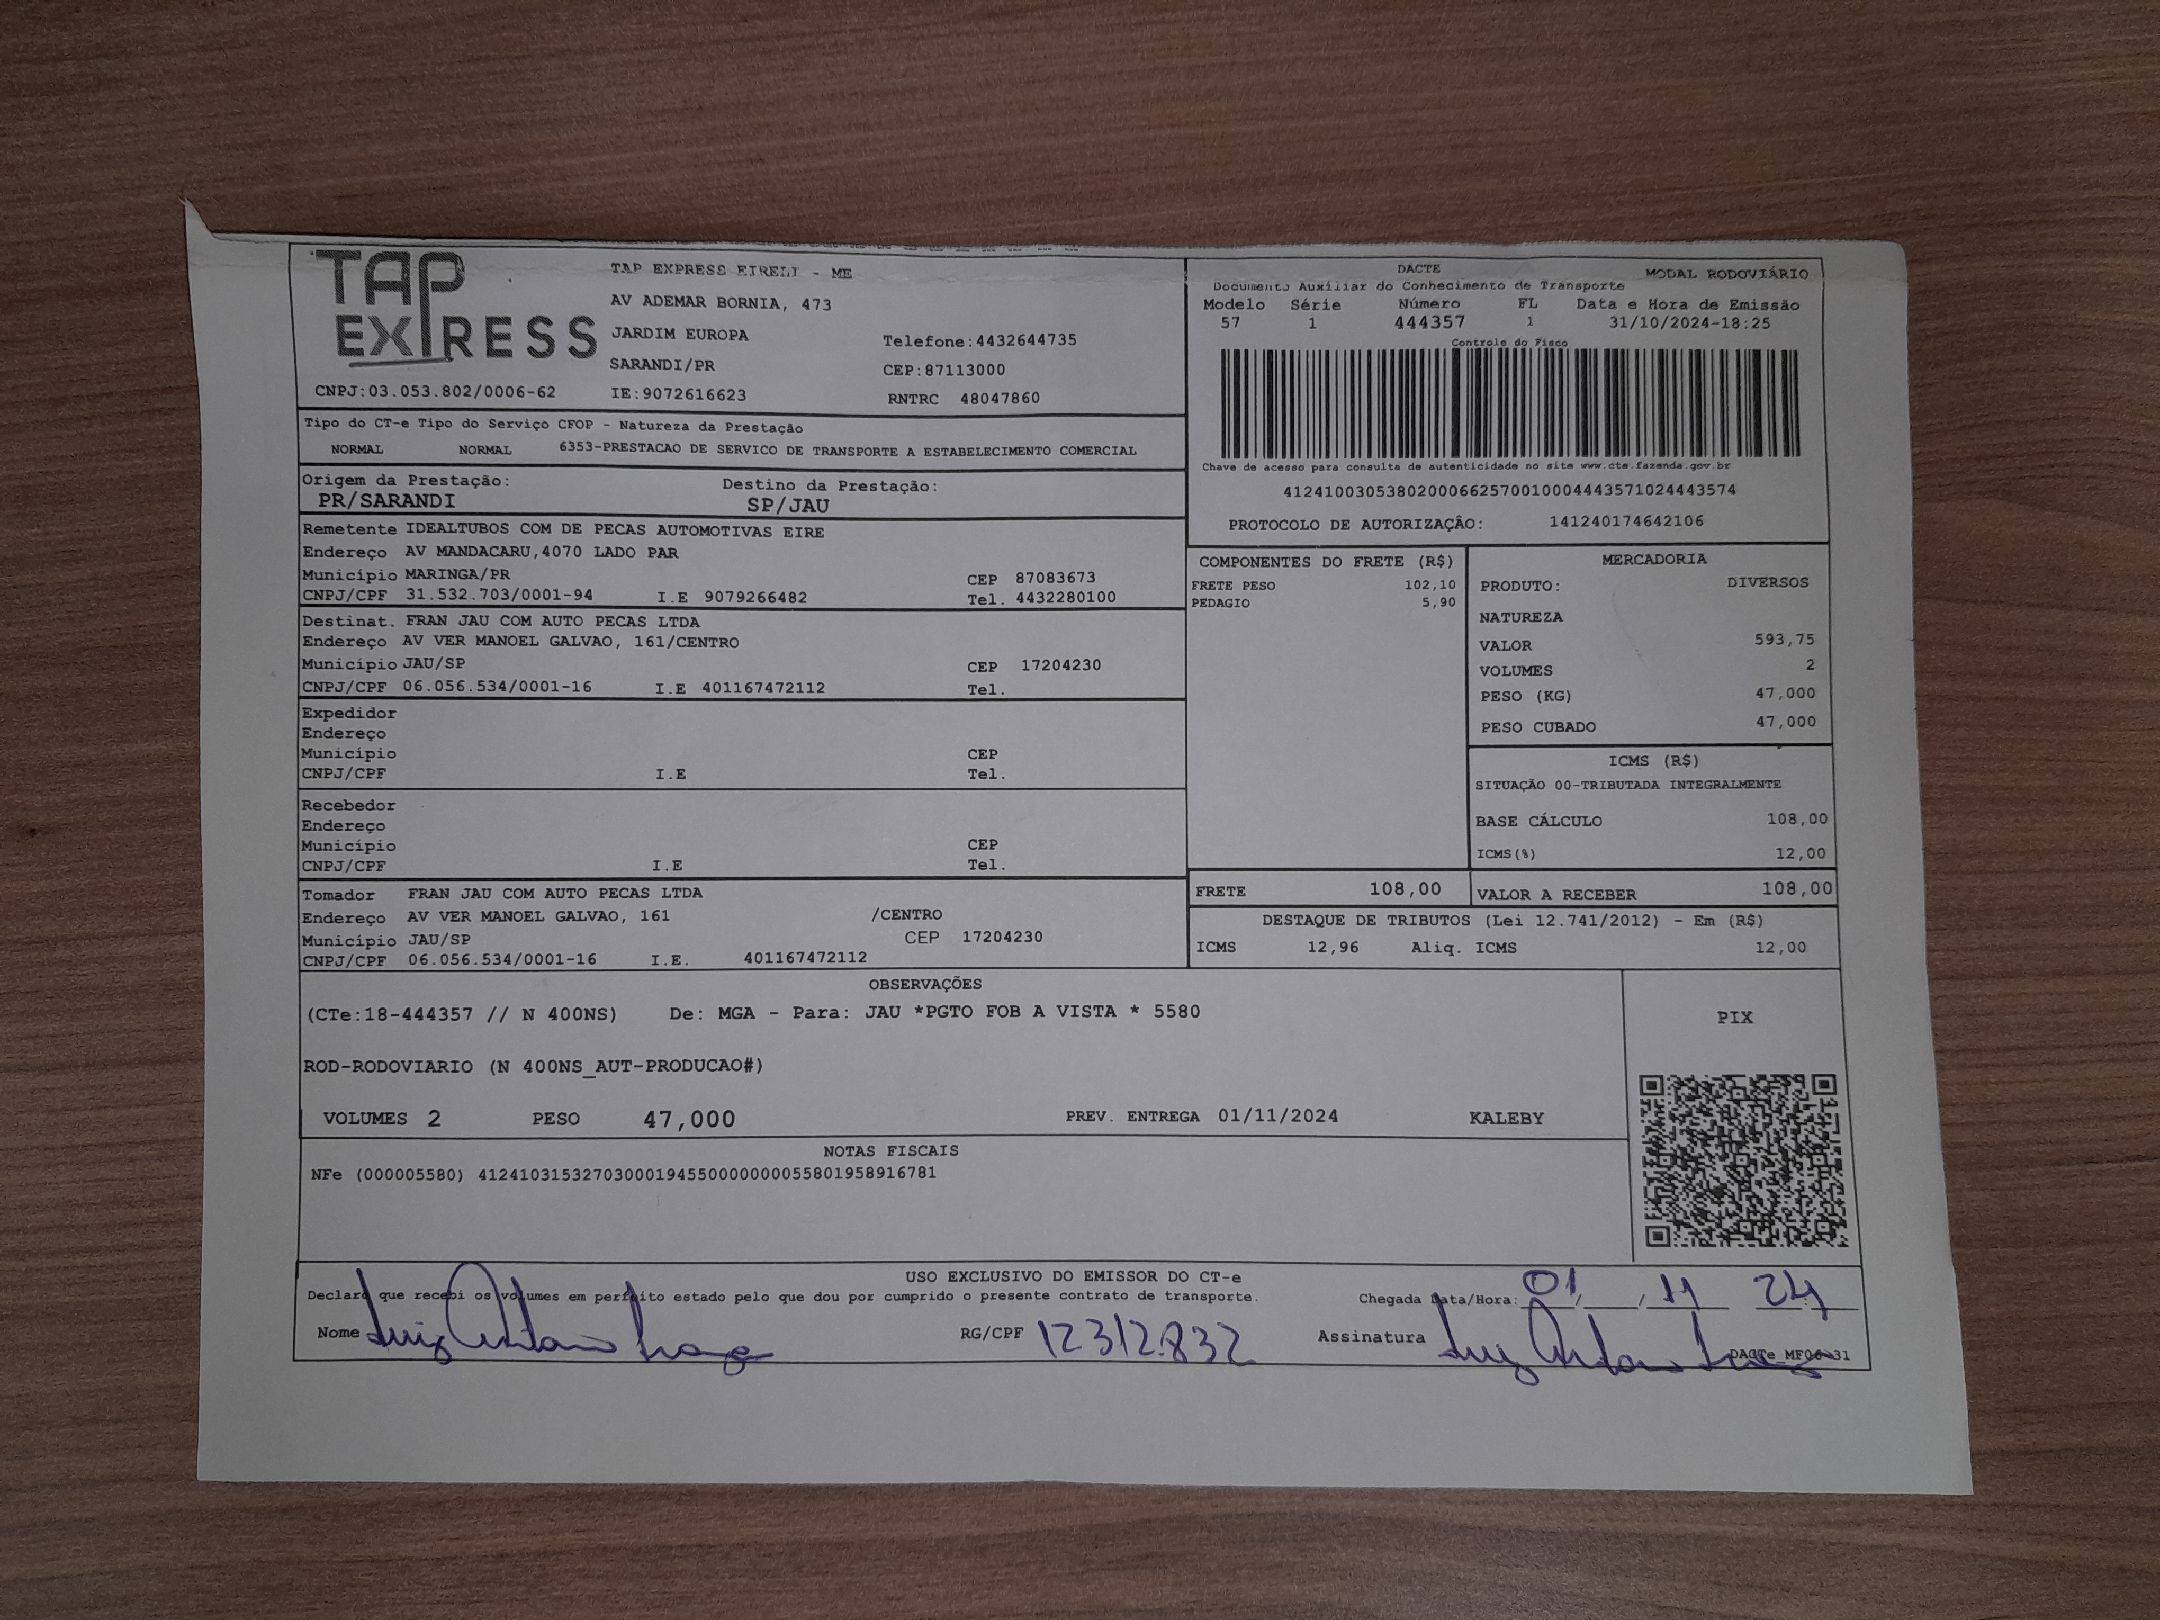 TAP
EXPRESS
TAP EXPRESS EIRELI - ME
AV ADEMAR BORNIA, 473
JARDIM EUROPA
Telefone:4432644735
SARANDI/PR
CEP:87113000
CNPJ:03.053.802/0006-62
IE:9072616623
RNTRC 48047860
DACTE
MODAL RODOVIÁRIO
Documento Auxiliar do Conhecimento de Transporte
Modelo Série Número FL Data e Hora de Emissão
57 1 444357 1 31/10/2024-18:25
Controle do Fisco
Chave de acesso para consulta de autenticidade no site www.cte.fazenda.gov.br
41241003053802000662570010004443571024443574
PROTOCOLO DE AUTORIZAÇÂO: 141240174642106
Tipo do CT-e Tipo do Serviço CFOP - Natureza da Prestação
NORMAL NORMAL 6353-PRESTACAO DE SERVICO DE TRANSPORTE A ESTABELECIMENTO COMERCIAL
Origem da Prestação: Destino da Prestação:
PR/SARANDI SP/JAU
Remetente IDEALTUBOS COM DE PECAS AUTOMOTIVAS EIRE
Endereço AV MANDACARU,4070 LADO PAR
Município MARINGA/PR CEP 87083673
CNPJ/CPF 31.532.703/0001-94 I.E 9079266482 Tel. 4432280100
Destinat. FRAN JAU COM AUTO PECAS LTDA
Endereço AV VER MANOEL GALVAO, 161/CENTRO
Município JAU/SP CEP 17204230
CNPJ/CPF 06.056.534/0001-16 I.E 401167472112 Tel.
Expedidor
Endereço
Município CEP
CNPJ/CPF I.E Tel.
Recebedor
Endereço
Município CEP
CNPJ/CPF I.E Tel.
Tomador FRAN JAU COM AUTO PECAS LTDA
Endereço AV VER MANOEL GALVAO, 161 /CENTRO
Município JAU/SP CEP 17204230
CNPJ/CPF 06.056.534/0001-16 I.E. 401167472112
COMPONENTES DO FRETE (R$)
FRETE PESO 102,10
PEDAGIO 5,90
MERCADORIA
PRODUTO: DIVERSOS
NATUREZA
VALOR 593,75
VOLUMES 2
PESO (KG) 47,000
PESO CUBADO 47,000
ICMS (R$)
SITUAÇÃO 00-TRIBUTADA INTEGRALMENTE
BASE CÁLCULO 108,00
ICMS(%) 12,00
FRETE 108,00 VALOR A RECEBER 108,00
DESTAQUE DE TRIBUTOS (Lei 12.741/2012) - Em (R$)
ICMS 12,96 Aliq. ICMS 12,00
OBSERVAÇÕES
(CTe:18-444357 // N 400NS) De: MGA - Para: JAU *PGTO FOB A VISTA * 5580
ROD-RODOVIARIO (N 400NS_AUT-PRODUCAO#)
VOLUMES 2 PESO 47,000 PREV. ENTREGA 01/11/2024 KALEBY
PIX
NOTAS FISCAIS
NFe (000005580) 41241031532703000194550000000055801958916781
USO EXCLUSIVO DO EMISSOR DO CT-e
Declaro que recebi os volumes em perfeito estado pelo que dou por cumprido o presente contrato de transporte.
Chegada Data/Hora: 01/ / 11 24
Nome Luiz RG/CPF 12312.832 Assinatura Luiz
DACTe MF06-31